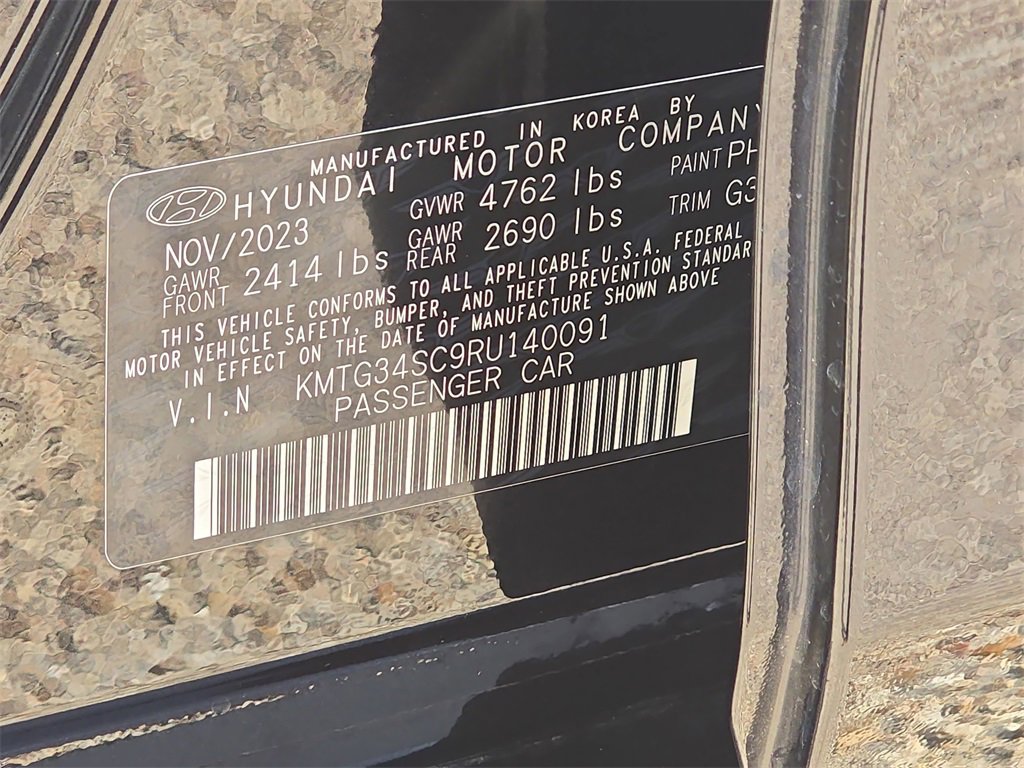 MANUFACTURED IN KOREA BY
HYUNDAI MOTOR COMPANY
NOV/2023 GVWR 4762 lbs PAINT PH
GAWR FRONT 2414 lbs GAWR REAR 2690 lbs TRIM G3
THIS VEHICLE CONFORMS TO ALL APPLICABLE U.S.A. FEDERAL
MOTOR VEHICLE SAFETY, BUMPER, AND THEFT PREVENTION STANDAR
IN EFFECT ON THE DATE OF MANUFACTURE SHOWN ABOVE
V.I.N KMTG34SC9RU140091
PASSENGER CAR